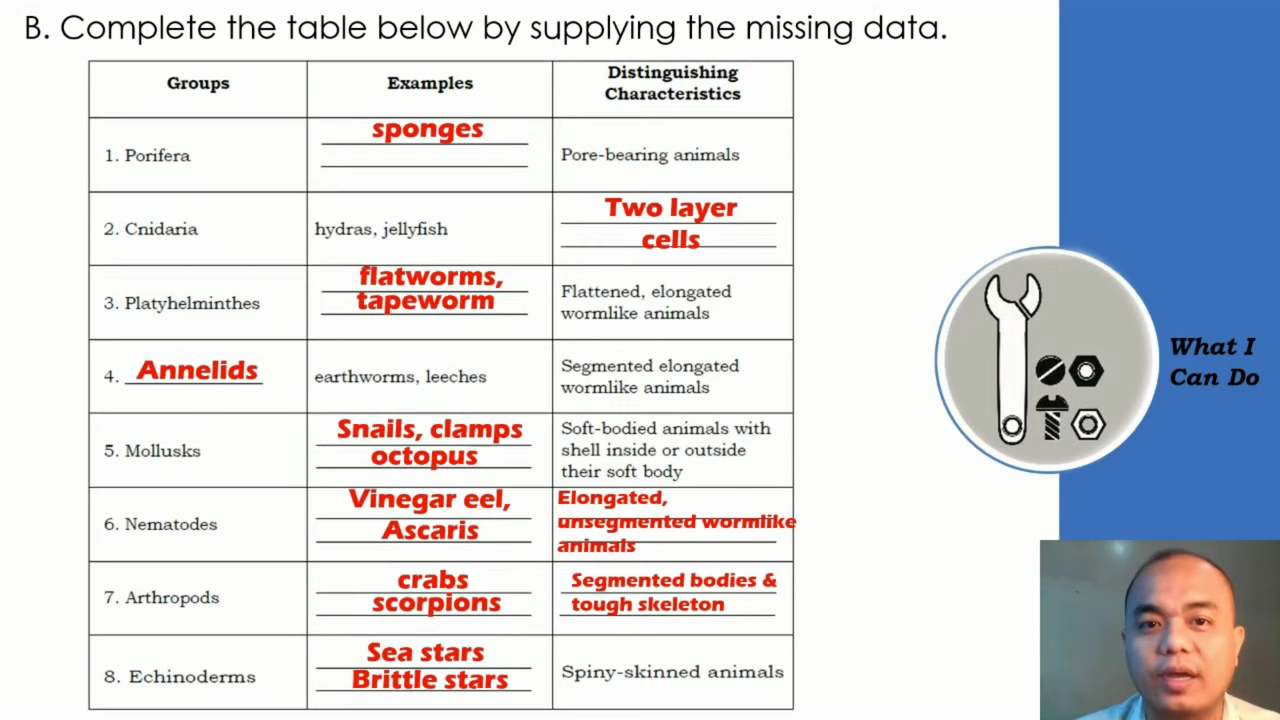 B. Complete the table below by supplying the missing data.
Groups
Examples
Distinguishing
Characteristics
1. Porifera
sponges
Pore-bearing animals
2. Cnidaria
hydras, jellyfish
Two layer
cells
3. Platyhelminthes
flatworms,
tapeworm
Flattened, elongated
wormlike animals
4. Annelids
earthworms, leeches
Segmented elongated
wormlike animals
5. Mollusks
Snails, clamps
octopus
Soft-bodied animals with
shell inside or outside
their soft body
6. Nematodes
Vinegar eel,
Ascaris
Elongated,
unsegmented wormlike
animals
7. Arthropods
crabs
scorpions
Segmented bodies &
tough skeleton
8. Echinoderms
Sea stars
Brittle stars
Spiny-skinned animals
What I
Can Do